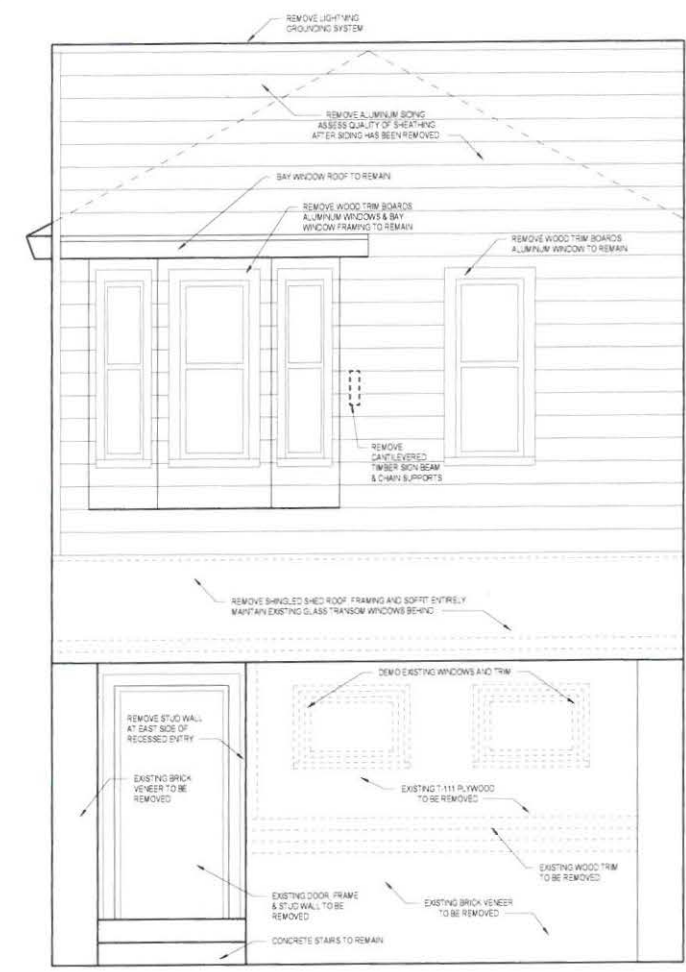 REMOVE LIGHTNING
GROUNDING SYSTEM
REMOVE ALUMINUM SIDING
ASSESS QUALITY OF SHEATHING
AFTER SIDING HAS BEEN REMOVED
BAY WINDOW ROOF TO REMAIN
REMOVE WOOD TRIM BOARDS
ALUMINUM WINDOWS & BAY
WINDOW FRAMING TO REMAIN
REMOVE WOOD TRIM BOARDS
ALUMINUM WINDOW TO REMAIN
REMOVE
CANTILEVERED
TIMBER SIGN BEAM
& CHAIN SUPPORTS
REMOVE SHINGLED SHED ROOF, FRAMING AND SOFFIT ENTIRELY
MAINTAIN EXISTING GLASS TRANSOM WINDOWS BEHIND
DEMO EXISTING WINDOWS AND TRIM
REMOVE STUD WALL
AT EAST SIDE OF
RECESSED ENTRY
EXISTING BRICK
VENEER TO BE
REMOVED
EXISTING T-111 PLYWOOD
TO BE REMOVED
EXISTING WOOD TRIM
TO BE REMOVED
EXISTING DOOR, FRAME
& STUD WALL TO BE
REMOVED
EXISTING BRICK VENEER
TO BE REMOVED
CONCRETE STAIRS TO REMAIN